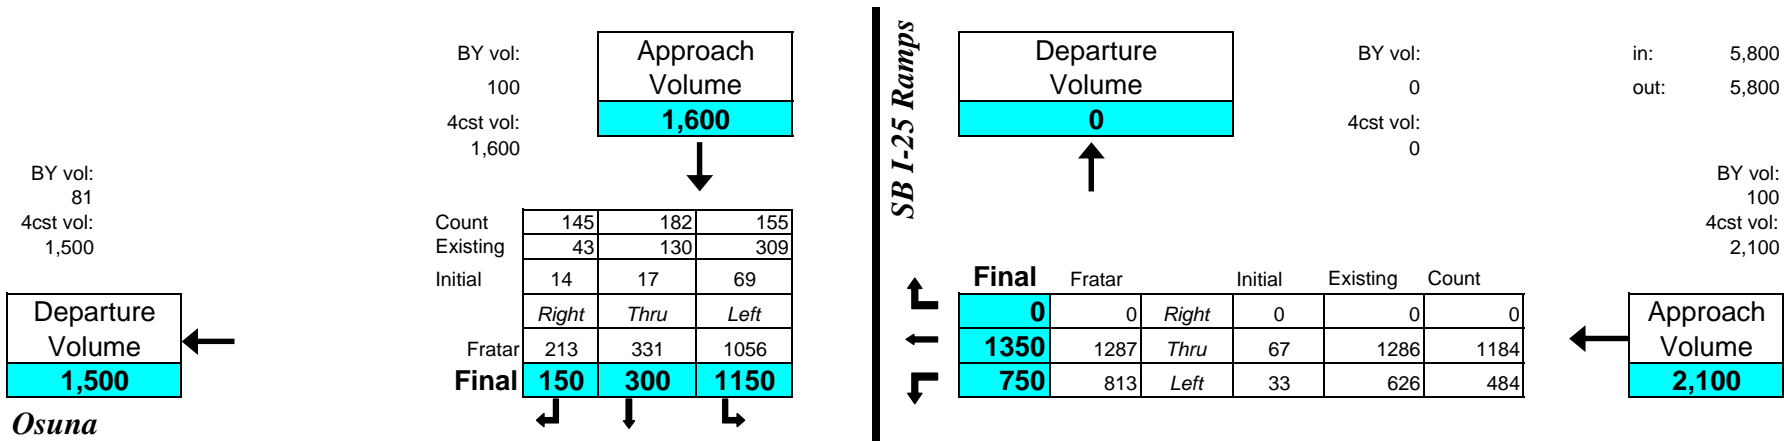 BY vol:
100
4cst vol:
1,600
Approach
Volume
1,600
SB I-25 Ramps
Departure
Volume
0
BY vol:
0
4cst vol:
0
in: 5,800
out: 5,800
BY vol:
81
4cst vol:
1,500
BY vol:
100
4cst vol:
2,100
Count 145 182 155
Existing 43 130 309
Initial 14 17 69
Right Thru Left
Fratar 213 331 1056
Final 150 300 1150
Departure
Volume
1,500
Osuna
Final Fratar Initial Existing Count
0 0 Right 0 0 0
1350 1287 Thru 67 1286 1184
750 813 Left 33 626 484
Approach
Volume
2,100